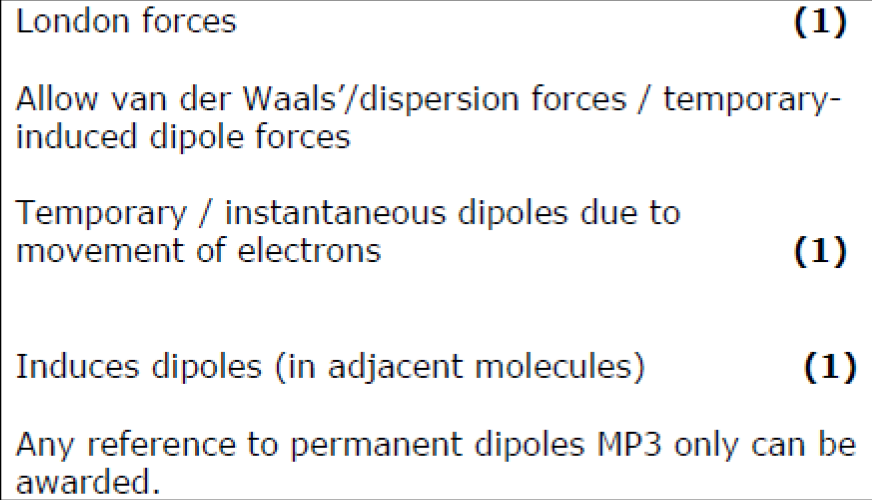 London forces (1)
Allow van der Waals’/dispersion forces / temporary-
induced dipole forces
Temporary / instantaneous dipoles due to
movement of electrons (1)
Induces dipoles (in adjacent molecules) (1)
Any reference to permanent dipoles MP3 only can be
awarded.